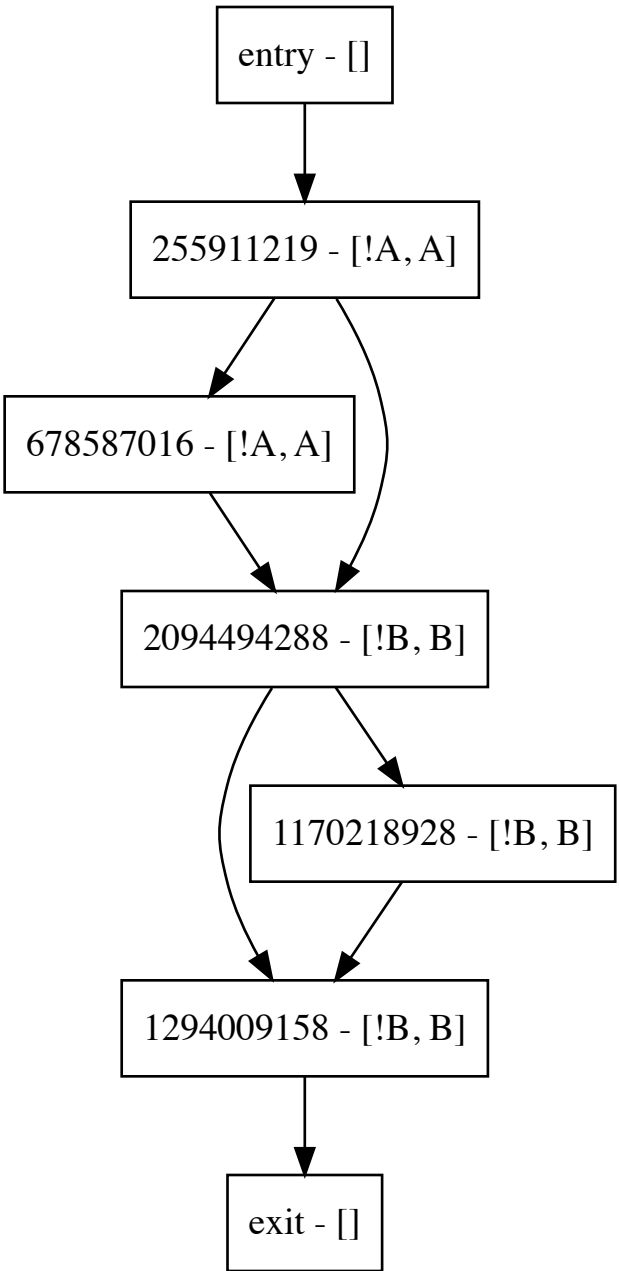 entry - []
255911219 - [!A, A]
678587016 - [!A, A]
2094494288 - [!B, B]
1170218928 - [!B, B]
1294009158 - [!B, B]
exit - []